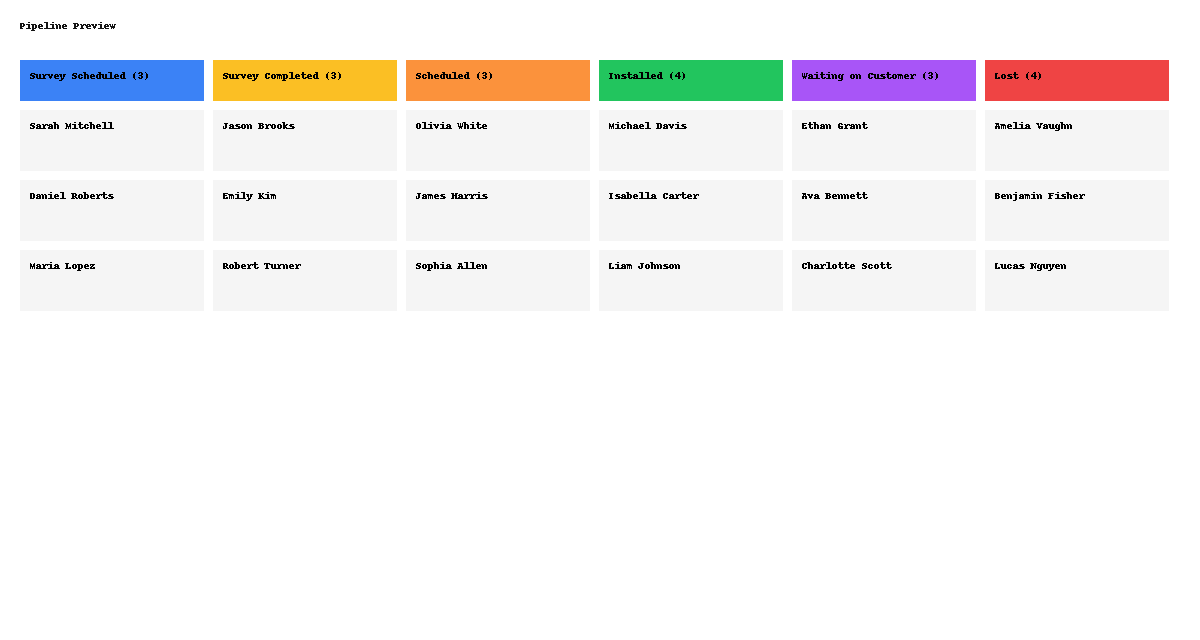 Pipeline Preview
Survey Scheduled (3)
Survey Completed (3)
Scheduled (3)
Installed (4)
Waiting on Customer (3)
Lost (4)
Sarah Mitchell
Jason Brooks
Olivia White
Michael Davis
Ethan Grant
Amelia Vaughn
Daniel Roberts
Emily Kim
James Harris
Isabella Carter
Ava Bennett
Benjamin Fisher
Maria Lopez
Robert Turner
Sophia Allen
Liam Johnson
Charlotte Scott
Lucas Nguyen